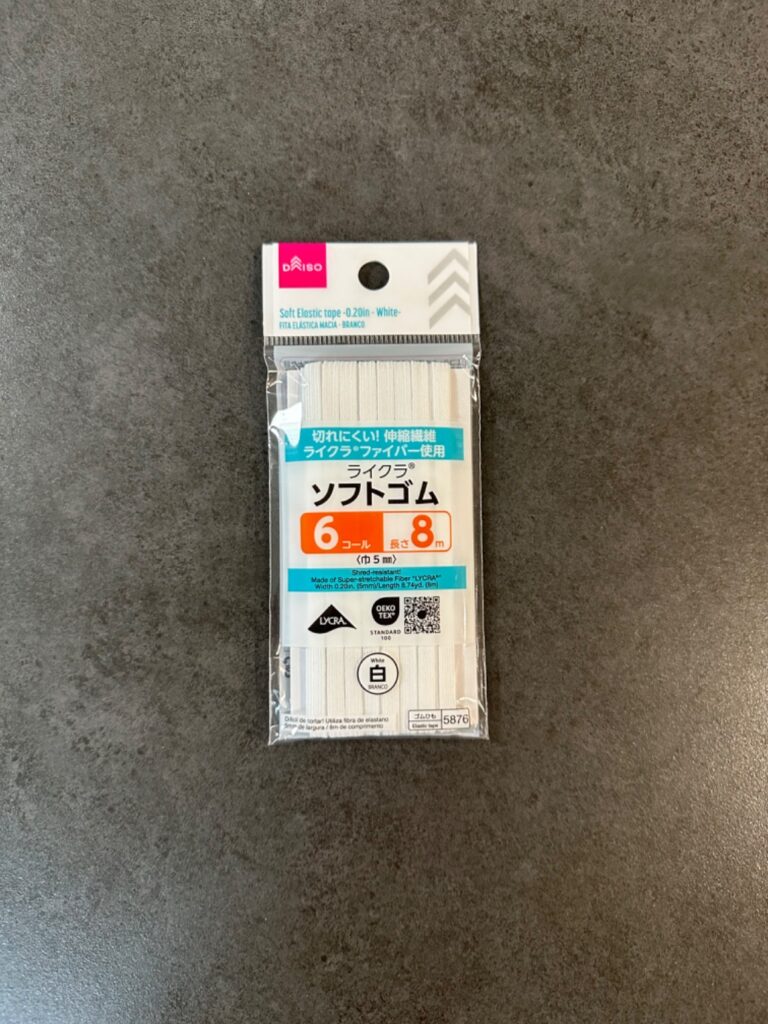 DAISO
Soft Elastic tape -0.20in - White-
FITA ELÁSTICA MACIA - BRANCO
切れにくい! 伸縮繊維
ライクラ®ファイバー使用
ライクラ®
ソフトゴム
6コール 長さ8m
〈巾5㎜〉
Shred-resistant!
Made of Super-stretchable Fiber "LYCRA®"
Width 0.20in. (5mm)/Length 8.74yd. (8m)
LYCRA
OEKO
TEX®
STANDARD
100
White
白
BRANCO
Difícil de cortar! Utiliza fibra de elastano
5mm de largura / 8m de comprimento
ゴムひも
Elastic tape
5876